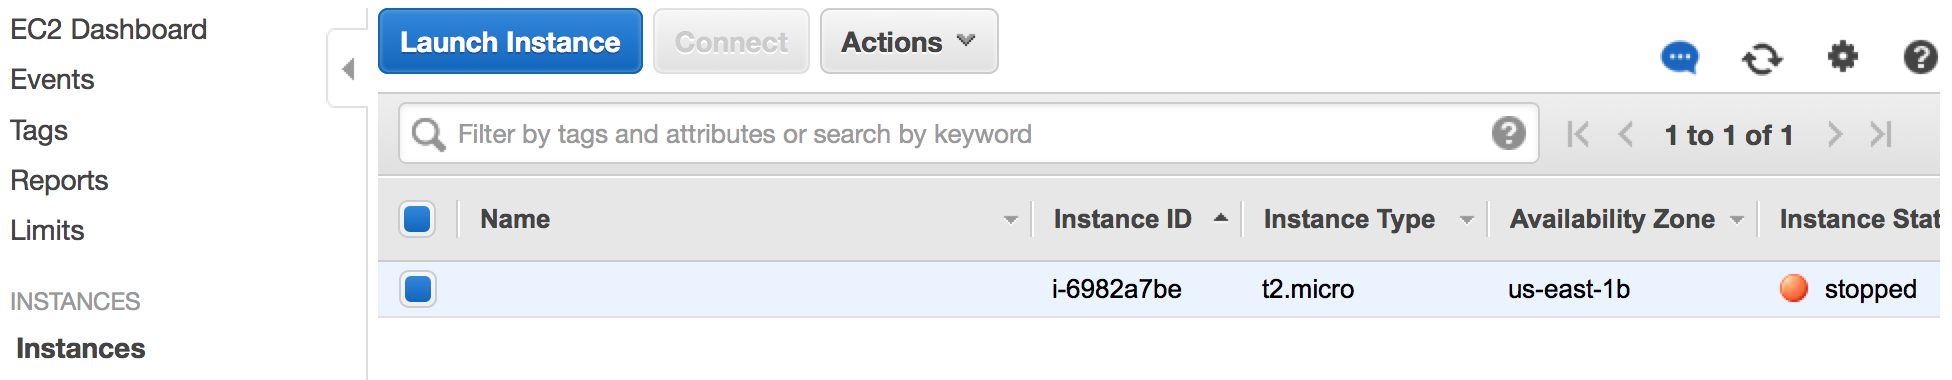 EC2 Dashboard
Events
Tags
Reports
Limits
INSTANCES
Instances
Launch Instance Connect Actions
Filter by tags and attributes or search by keyword ? 1 to 1 of 1
Name Instance ID Instance Type Availability Zone Instance Stat
i-6982a7be t2.micro us-east-1b stopped